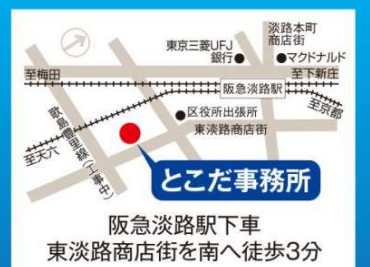 淡路本町
商店街
東京三菱UFJ
銀行
マクドナルド
至梅田
至下新庄
阪急淡路駅
至京都
歌島豊里線(工事中)
区役所出張所
東淡路商店街
至天六
とこだ事務所
阪急淡路駅下車
東淡路商店街を南へ徒歩3分